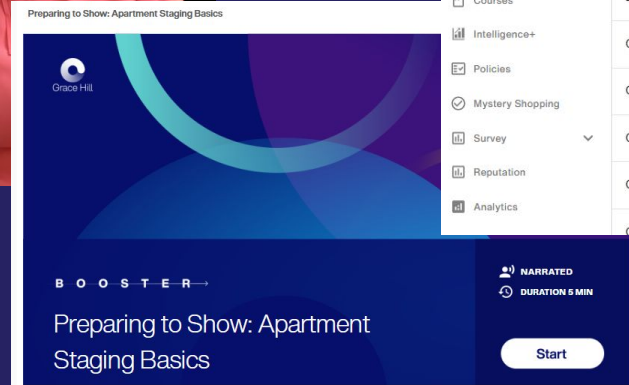 Preparing to Show: Apartment Staging Basics
Grace Hill
BOOSTER
Preparing to Show: Apartment
Staging Basics
Courses
Intelligence+
Policies
Mystery Shopping
Survey
Reputation
Analytics
NARRATED
DURATION 5 MIN
Start